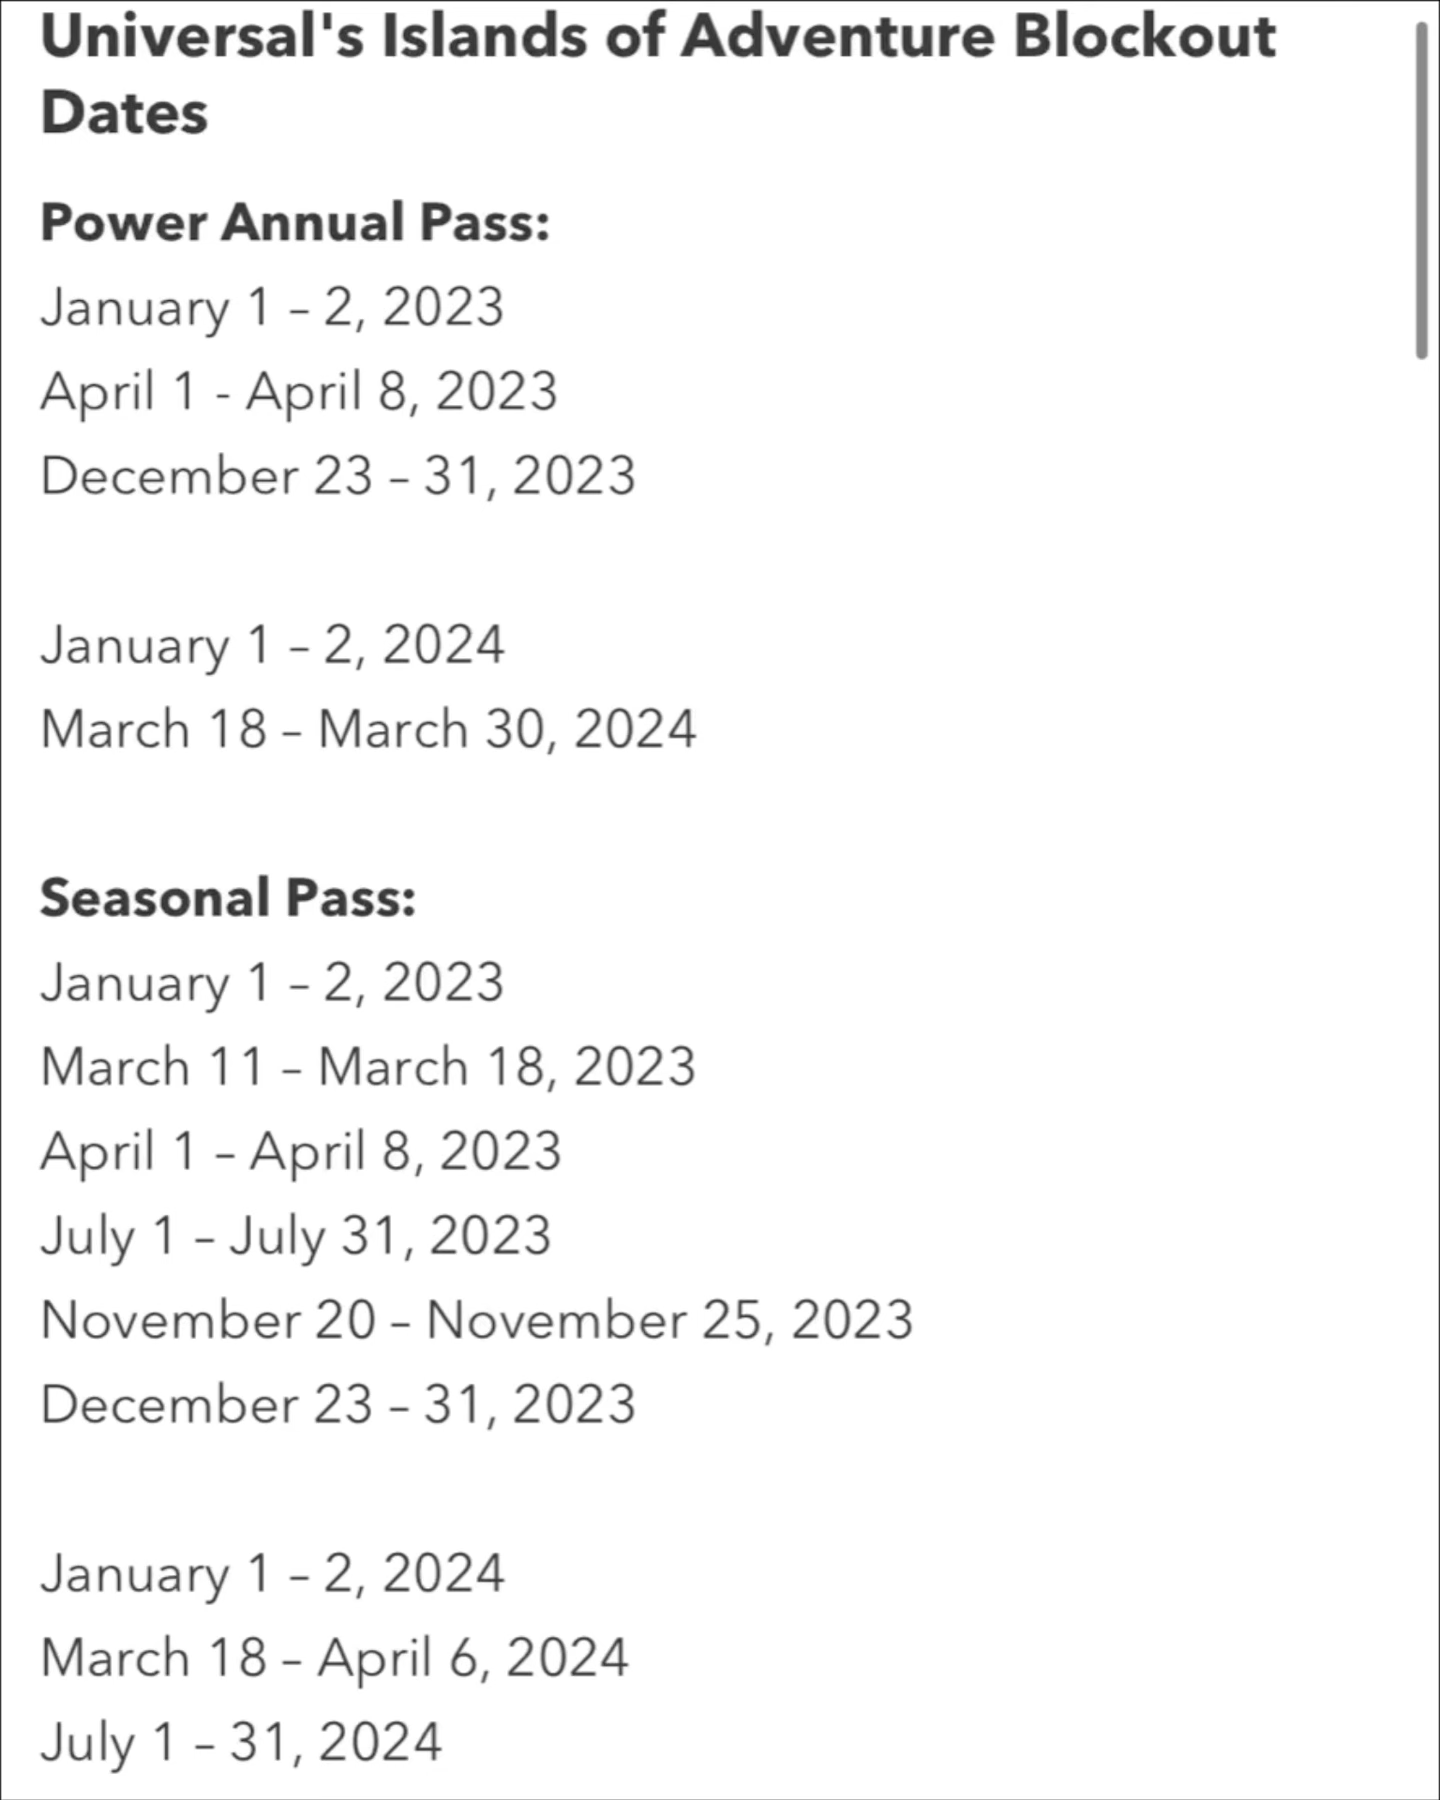 Universal's Islands of Adventure Blockout
Dates
Power Annual Pass:
January 1 – 2, 2023
April 1 - April 8, 2023
December 23 – 31, 2023
January 1 – 2, 2024
March 18 – March 30, 2024
Seasonal Pass:
January 1 – 2, 2023
March 11 – March 18, 2023
April 1 – April 8, 2023
July 1 – July 31, 2023
November 20 – November 25, 2023
December 23 – 31, 2023
January 1 – 2, 2024
March 18 – April 6, 2024
July 1 – 31, 2024